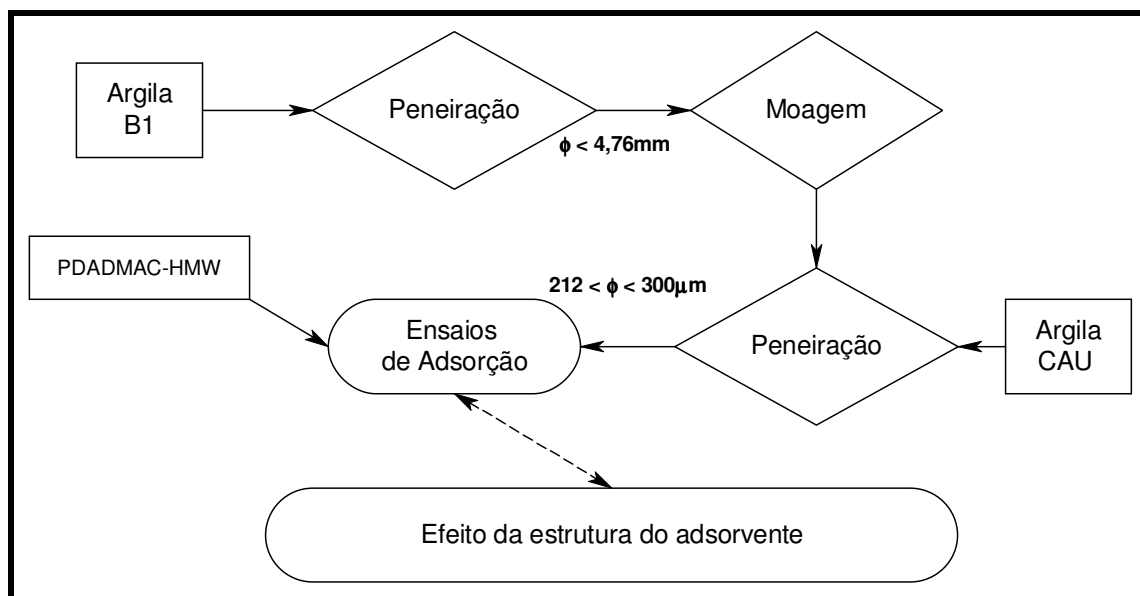 Argila
B1
Peneiração
Moagem
ϕ < 4,76mm
PDADMAC-HMW
212 < ϕ < 300µm
Ensaios
de Adsorção
Peneiração
Argila
CAU
Efeito da estrutura do adsorvente